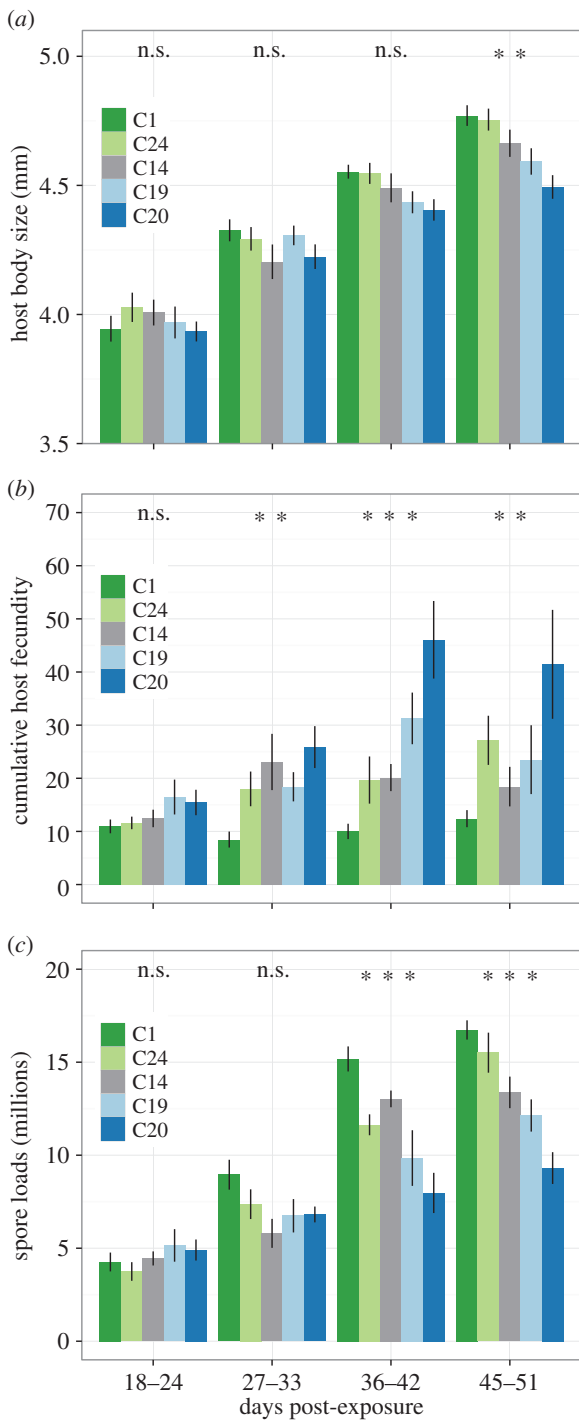 (a)
n.s. n.s. n.s. * *
5.0
4.5
4.0
3.5
host body size (mm)
C1
C24
C14
C19
C20
(b)
n.s. * * * * * * *
70
60
50
40
30
20
10
0
cumulative host fecundity
C1
C24
C14
C19
C20
(c)
n.s. n.s. * * * * * *
20
15
10
5
0
spore loads (millions)
C1
C24
C14
C19
C20
18–24 27–33 36–42 45–51
days post-exposure